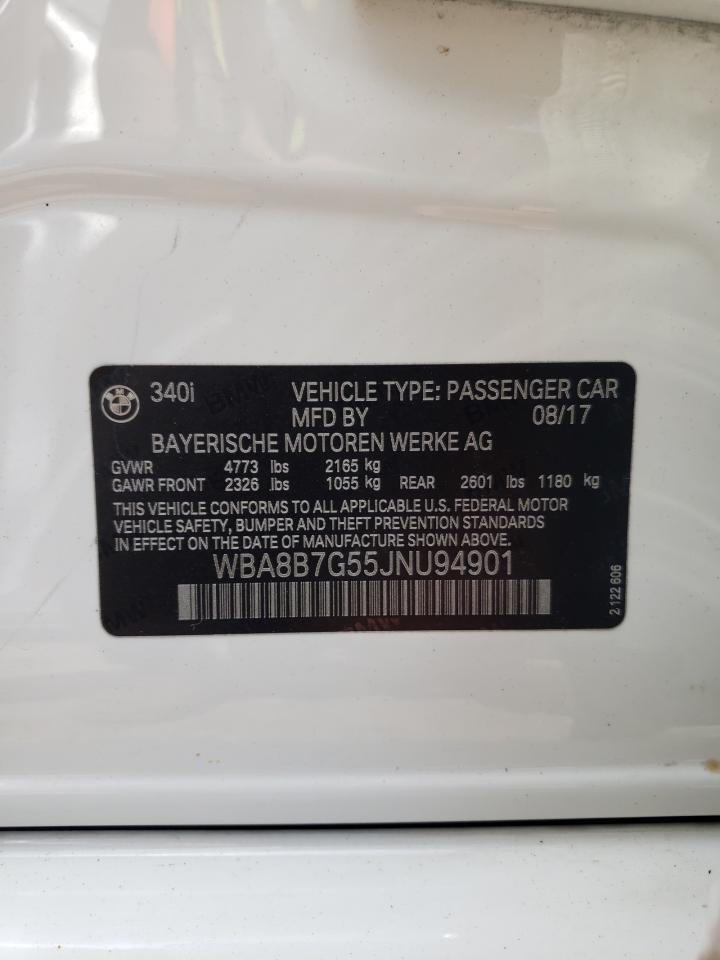 340i VEHICLE TYPE: PASSENGER CAR
MFD BY 08/17
BAYERISCHE MOTOREN WERKE AG
GVWR 4773 lbs 2165 kg
GAWR FRONT 2326 lbs 1055 kg REAR 2601 lbs 1180 kg
THIS VEHICLE CONFORMS TO ALL APPLICABLE U.S. FEDERAL MOTOR
VEHICLE SAFETY, BUMPER AND THEFT PREVENTION STANDARDS
IN EFFECT ON DATE OF MANUFACTURE SHOWN ABOVE:
WBA8B7G55JNU94901
2 122 606